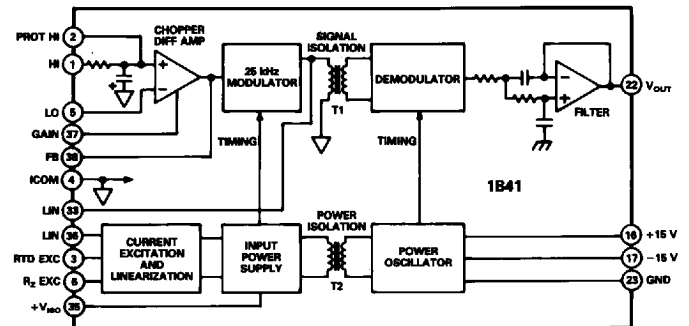 PROT HI 2
HI 1
LO 5
GAIN 37
FB 38
ICOM 4
LIN 33
LIN 36
RTD EXC 3
RZ EXC 6
+VISO 35
CHOPPER
DIFF AMP
+
−
+
25 kHz
MODULATOR
SIGNAL
ISOLATION
T1
DEMODULATOR
−
+
FILTER
22 VOUT
TIMING
TIMING
1B41
CURRENT
EXCITATION
AND
LINEARIZATION
INPUT
POWER
SUPPLY
POWER
ISOLATION
T2
POWER
OSCILLATOR
16 +15 V
17 −15 V
23 GND